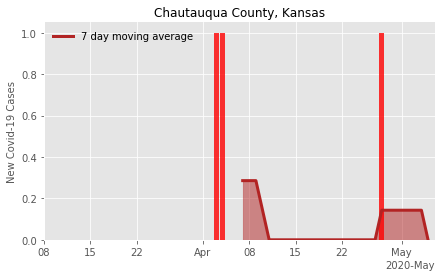 Chautauqua County, Kansas
7 day moving average
New Covid-19 Cases
1.0
0.8
0.6
0.4
0.2
0.0
08 15 22 Apr 08 15 22 May
2020-May